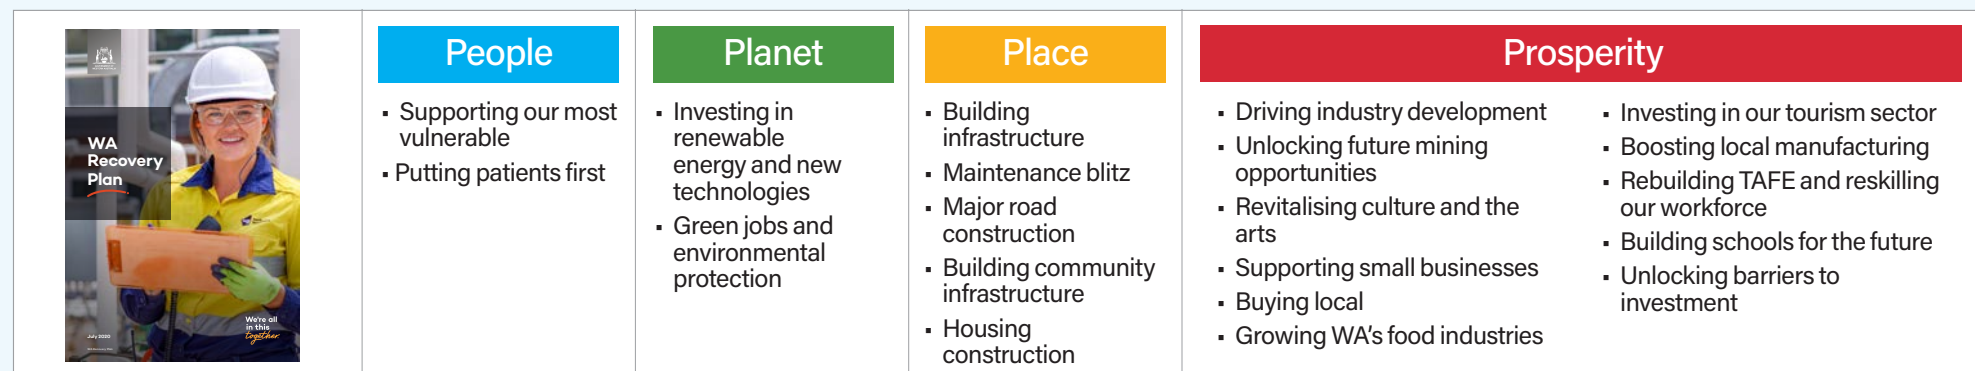 WA
Recovery
Plan
We're all
in this
together
July 2020
People
▪ Supporting our most
vulnerable
▪ Putting patients first
Planet
▪ Investing in
renewable
energy and new
technologies
▪ Green jobs and
environmental
protection
Place
▪ Building
infrastructure
▪ Maintenance blitz
▪ Major road
construction
▪ Building community
infrastructure
▪ Housing
construction
Prosperity
▪ Driving industry development
▪ Unlocking future mining
opportunities
▪ Revitalising culture and the
arts
▪ Supporting small businesses
▪ Buying local
▪ Growing WA's food industries
▪ Investing in our tourism sector
▪ Boosting local manufacturing
▪ Rebuilding TAFE and reskilling
our workforce
▪ Building schools for the future
▪ Unlocking barriers to
investment